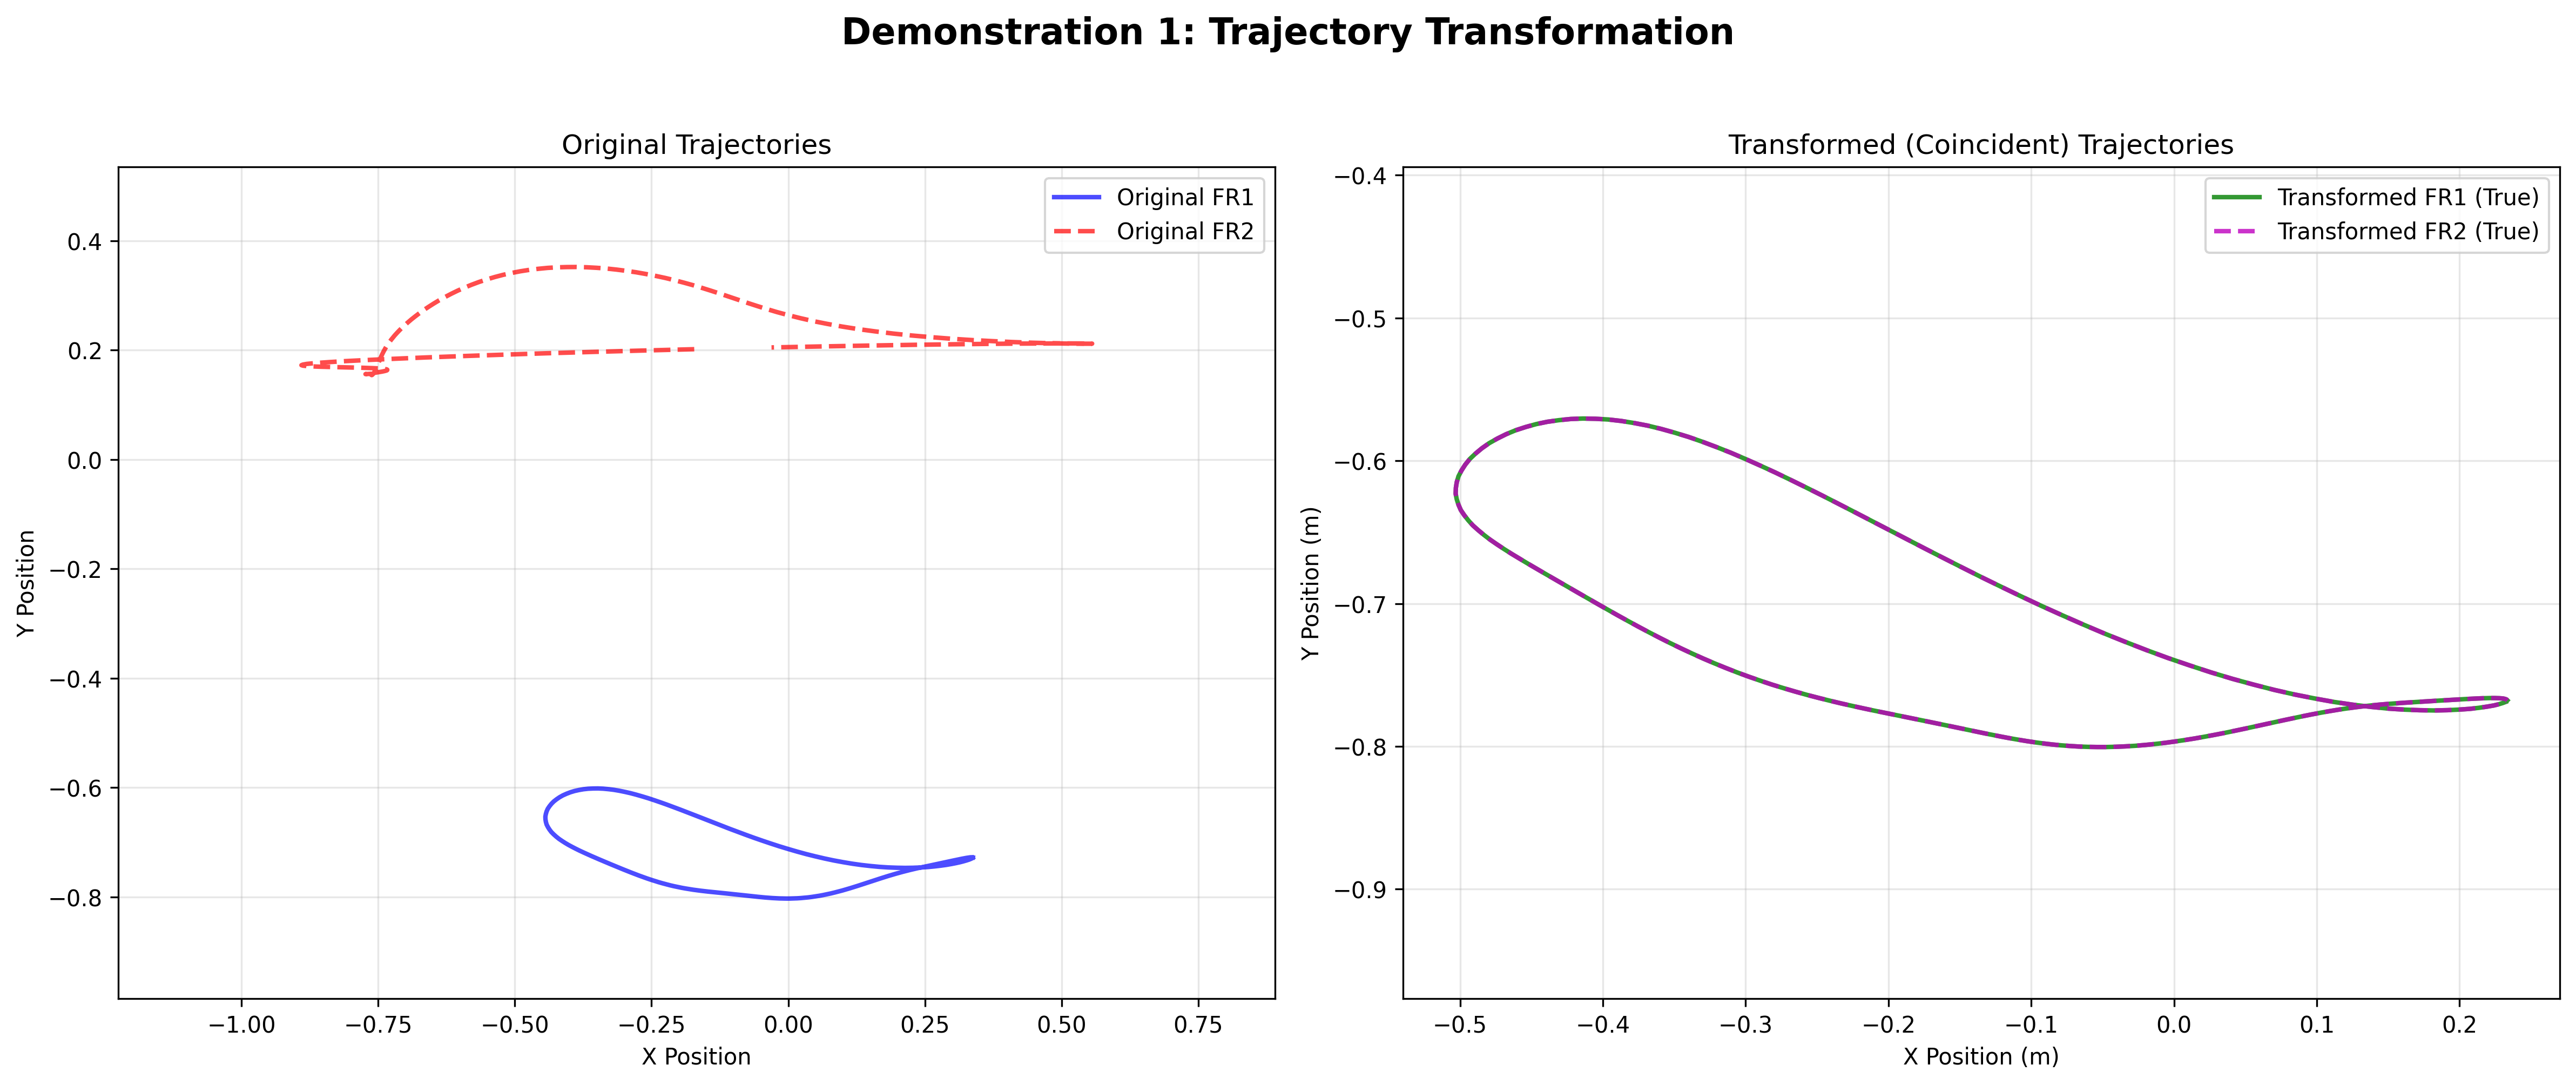 Demonstration 1: Trajectory Transformation
Original Trajectories
Original FR1
Original FR2
0.4
0.2
0.0
−0.2
−0.4
−0.6
−0.8
Y Position
−1.00 −0.75 −0.50 −0.25 0.00 0.25 0.50 0.75
X Position
Transformed (Coincident) Trajectories
Transformed FR1 (True)
Transformed FR2 (True)
−0.4
−0.5
−0.6
−0.7
−0.8
−0.9
Y Position (m)
−0.5 −0.4 −0.3 −0.2 −0.1 0.0 0.1 0.2
X Position (m)